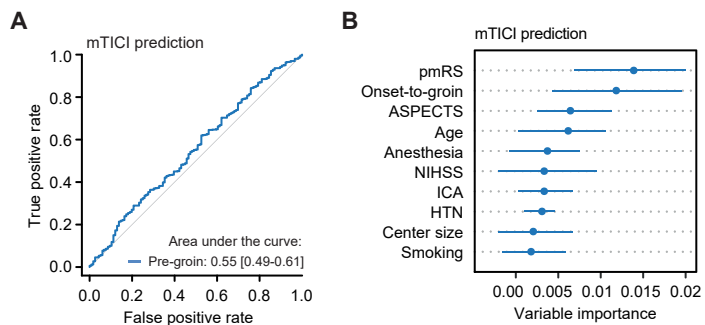 A
mTICI prediction
1.0
0.8
0.6
0.4
0.2
0.0
True positive rate
Area under the curve:
Pre-groin: 0.55 [0.49-0.61]
0.0 0.2 0.4 0.6 0.8 1.0
False positive rate
B
mTICI prediction
pmRS
Onset-to-groin
ASPECTS
Age
Anesthesia
NIHSS
ICA
HTN
Center size
Smoking
0.00 0.005 0.01 0.015 0.02
Variable importance